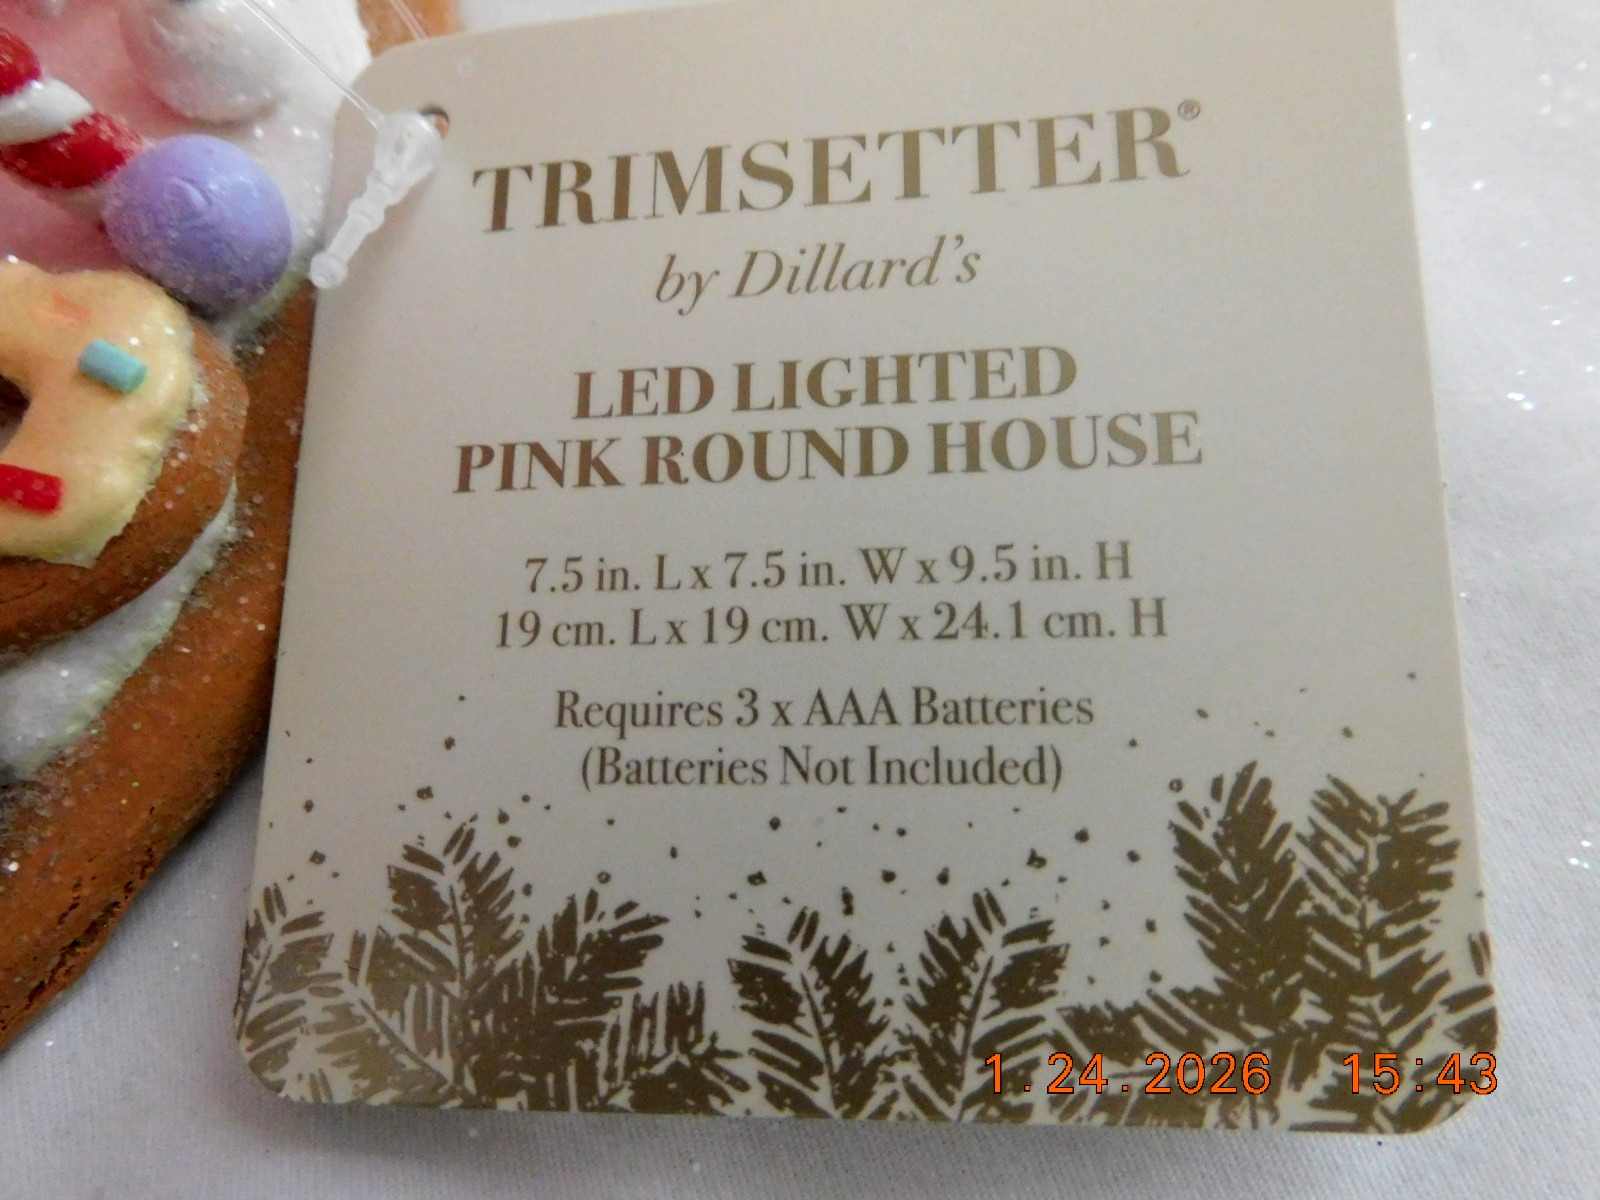 TRIMSETTER®
by Dillard's
LED LIGHTED
PINK ROUND HOUSE
7.5 in. L x 7.5 in. W x 9.5 in. H
19 cm. L x 19 cm. W x 24.1 cm. H
Requires 3 x AAA Batteries
(Batteries Not Included)
1.24.2026 15:43